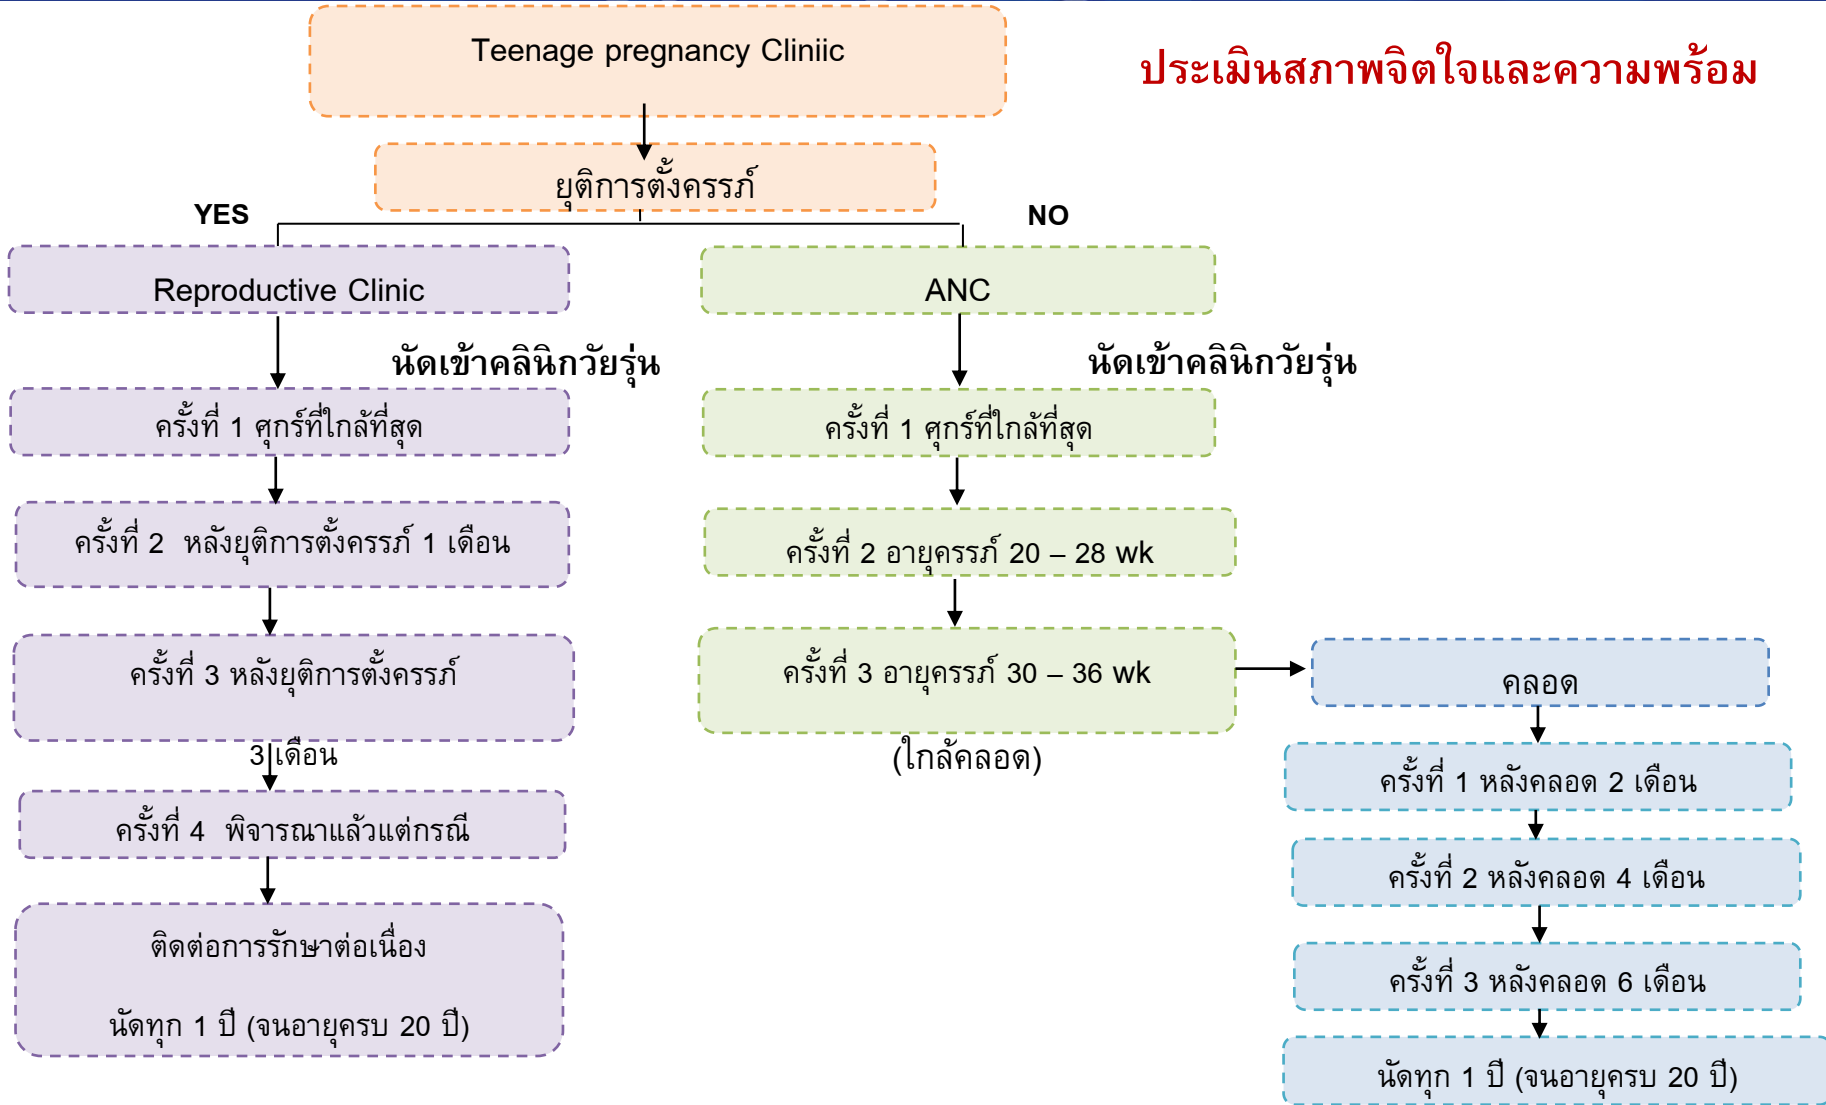 Teenage pregnancy Cliniic
ประเมินสภาพจิตใจและความพร้อม
ยุติการตั้งครรภ์
YES
NO
Reproductive Clinic
ANC
นัดเข้าคลินิกวัยรุ่น
นัดเข้าคลินิกวัยรุ่น
ครั้งที่ 1 ศุกร์ที่ใกล้ที่สุด
ครั้งที่ 1 ศุกร์ที่ใกล้ที่สุด
ครั้งที่ 2 หลังยุติการตั้งครรภ์ 1 เดือน
ครั้งที่ 2 อายุครรภ์ 20 – 28 wk
ครั้งที่ 3 หลังยุติการตั้งครรภ์
3 เดือน
ครั้งที่ 3 อายุครรภ์ 30 – 36 wk
(ใกล้คลอด)
คลอด
ครั้งที่ 4 พิจารณาแล้วแต่กรณี
ติดต่อการรักษาต่อเนื่อง
นัดทุก 1 ปี (จนอายุครบ 20 ปี)
ครั้งที่ 1 หลังคลอด 2 เดือน
ครั้งที่ 2 หลังคลอด 4 เดือน
ครั้งที่ 3 หลังคลอด 6 เดือน
นัดทุก 1 ปี (จนอายุครบ 20 ปี)